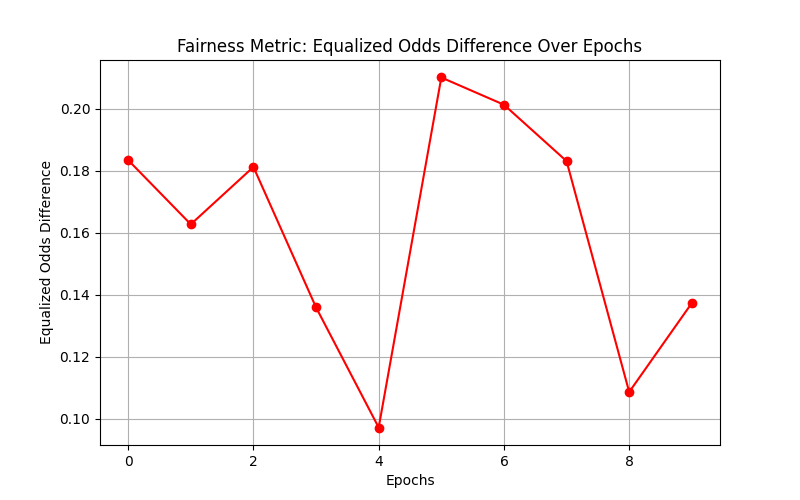 Fairness Metric: Equalized Odds Difference Over Epochs
Equalized Odds Difference
0.20
0.18
0.16
0.14
0.12
0.10
0 2 4 6 8
Epochs